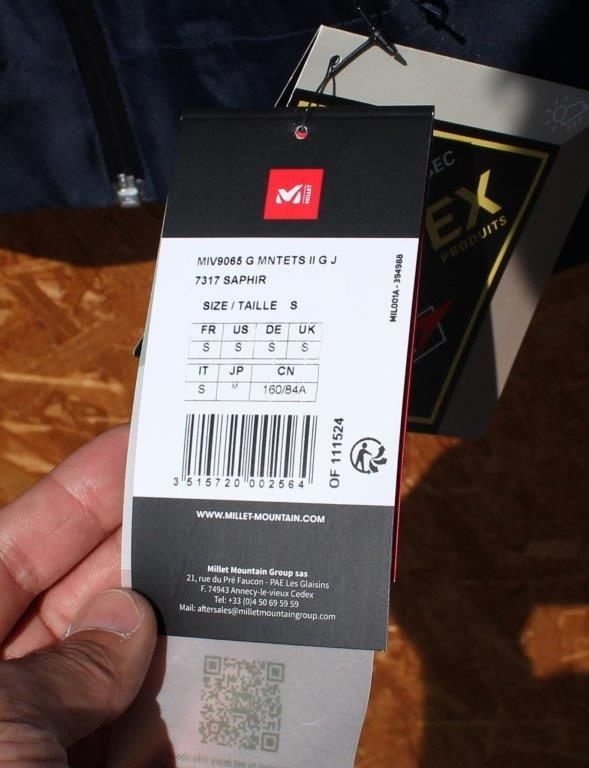 MILLET
MIV9065 G MNTETS II G J
7317 SAPHIR
SIZE / TAILLE S
FR US DE UK
S S S S
IT JP CN
S M 160/84A
3 515720 002564
OF 111524
MIL001A - 394988
WWW.MILLET-MOUNTAIN.COM
Millet Mountain Group sas
21, rue du Pré Faucon - PAE Les Glaisins
F. 74943 Annecy-le-vieux Cedex
Tel: +33 (0)4 50 69 59 59
Mail: aftersales@milletmountaingroup.com
EX
PRODUITS